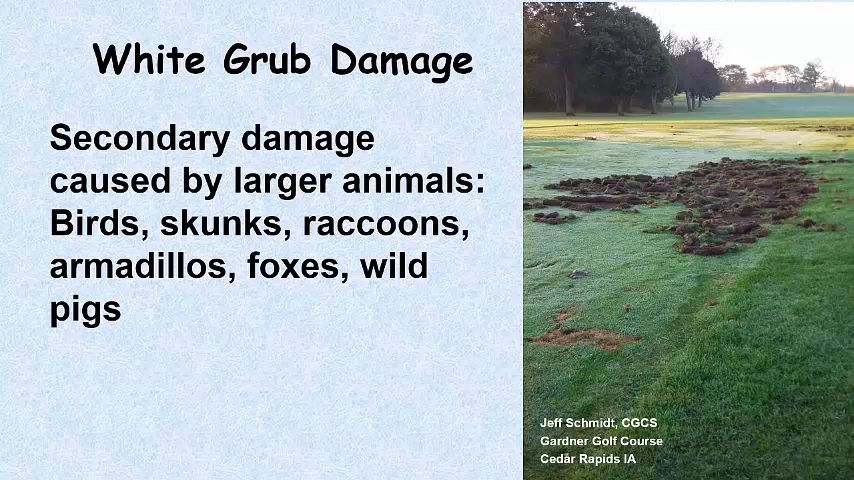 White Grub Damage
Secondary damage
caused by larger animals:
Birds, skunks, raccoons,
armadillos, foxes, wild
pigs
Jeff Schmidt, CGCS
Gardner Golf Course
Cedar Rapids IA